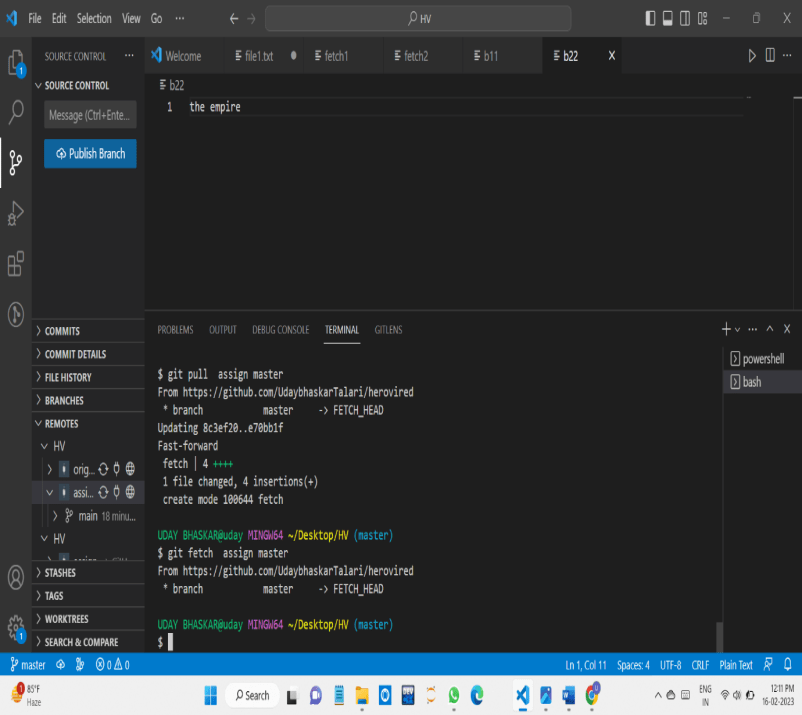 File Edit Selection View Go ··· HV
SOURCE CONTROL ···
Welcome file1.txt fetch1 fetch2 b11 b22
SOURCE CONTROL
Message (Ctrl+Ente...
Publish Branch
b22
1 the empire
COMMITS
COMMIT DETAILS
FILE HISTORY
BRANCHES
REMOTES
HV
orig...
assi...
main 18 minu...
HV
STASHES
TAGS
WORKTREES
SEARCH & COMPARE
PROBLEMS OUTPUT DEBUG CONSOLE TERMINAL GITLENS
powershell
bash
$ git pull  assign master
From https://github.com/UdaybhaskarTalari/herovired
 * branch            master     -> FETCH_HEAD
Updating 8c3ef20..e70bb1f
Fast-forward
 fetch | 4 ++++
 1 file changed, 4 insertions(+)
 create mode 100644 fetch
UDAY BHASKAR@uday MINGW64 ~/Desktop/HV (master)
$ git fetch  assign master
From https://github.com/UdaybhaskarTalari/herovired
 * branch            master     -> FETCH_HEAD
UDAY BHASKAR@uday MINGW64 ~/Desktop/HV (master)
$
master 0 0 Ln 1, Col 11 Spaces: 4 UTF-8 CRLF Plain Text
1 85°F
Haze
Search
ENG
IN
12:11 PM
16-02-2023